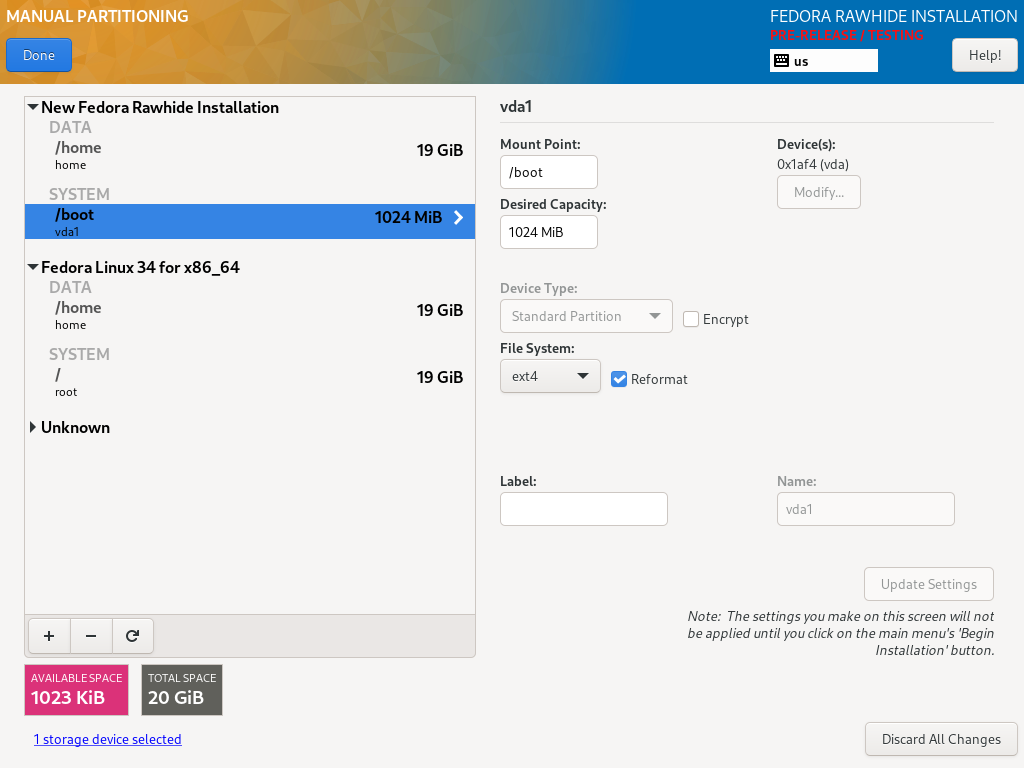 MANUAL PARTITIONING
FEDORA RAWHIDE INSTALLATION
PRE-RELEASE / TESTING
Done
us
Help!
New Fedora Rawhide Installation
DATA
/home
19 GiB
home
SYSTEM
/boot
1024 MiB
vda1
Fedora Linux 34 for x86_64
DATA
/home
19 GiB
home
SYSTEM
/
19 GiB
root
Unknown
AVAILABLE SPACE
1023 KiB
TOTAL SPACE
20 GiB
1 storage device selected
vda1
Mount Point:
/boot
Device(s):
0x1af4 (vda)
Modify...
Desired Capacity:
1024 MiB
Device Type:
Standard Partition
Encrypt
File System:
ext4
Reformat
Label:
Name:
vda1
Update Settings
Note: The settings you make on this screen will not
be applied until you click on the main menu's 'Begin
Installation' button.
Discard All Changes